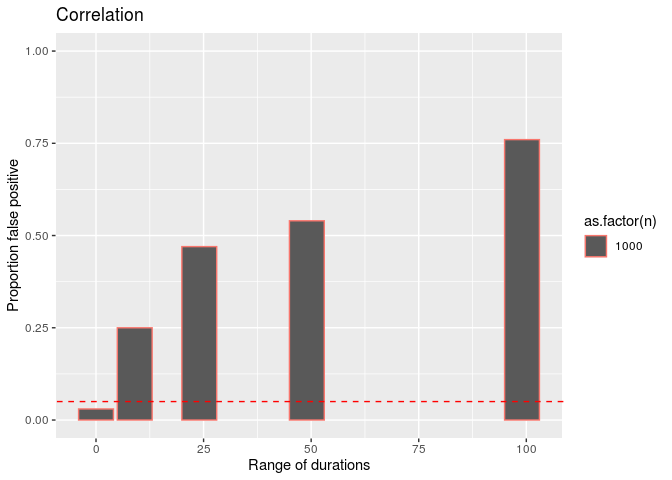 Correlation
1.00
0.75
0.50
0.25
0.00
Proportion false positive
0 25 50 75 100
Range of durations
as.factor(n)
1000